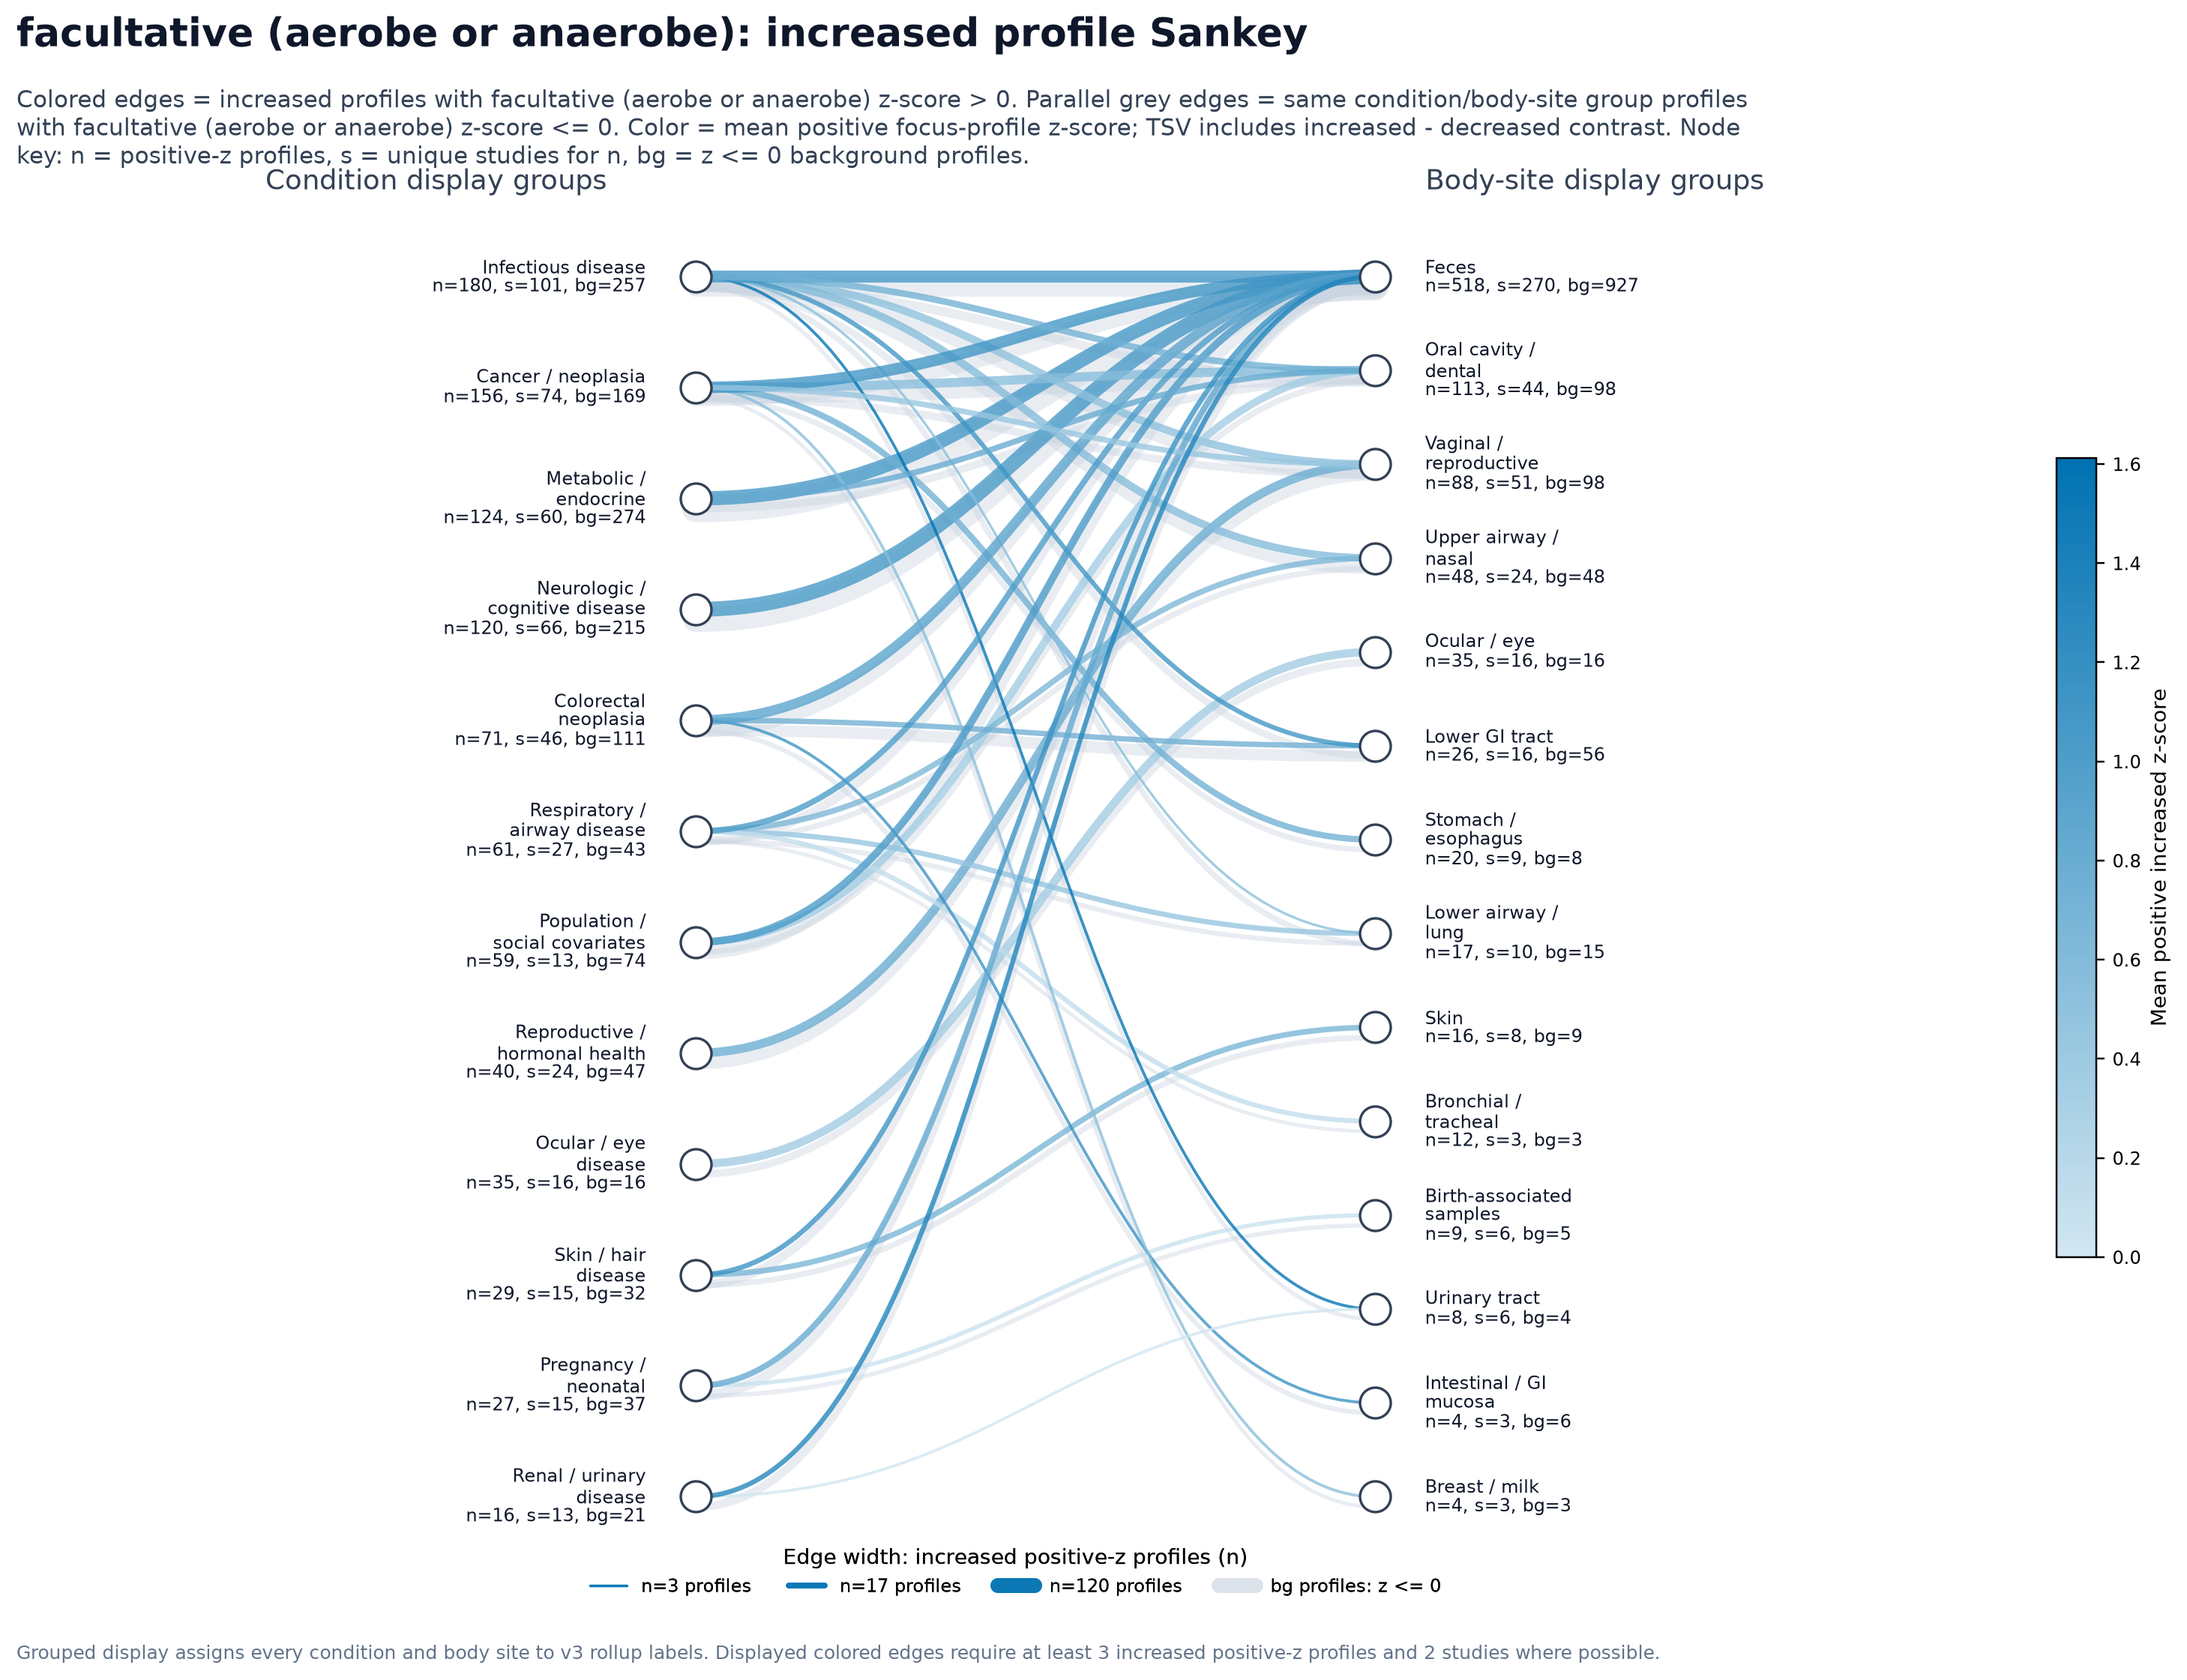 facultative (aerobe or anaerobe): increased profile Sankey
Colored edges = increased profiles with facultative (aerobe or anaerobe) z-score > 0. Parallel grey edges = same condition/body-site group profiles
with facultative (aerobe or anaerobe) z-score <= 0. Color = mean positive focus-profile z-score; TSV includes increased - decreased contrast. Node
key: n = positive-z profiles, s = unique studies for n, bg = z <= 0 background profiles.
Condition display groups
Infectious disease
n=180, s=101, bg=257
Cancer / neoplasia
n=156, s=74, bg=169
Metabolic /
endocrine
n=124, s=60, bg=274
Neurologic /
cognitive disease
n=120, s=66, bg=215
Colorectal
neoplasia
n=71, s=46, bg=111
Respiratory /
airway disease
n=61, s=27, bg=43
Population /
social covariates
n=59, s=13, bg=74
Reproductive /
hormonal health
n=40, s=24, bg=47
Ocular / eye
disease
n=35, s=16, bg=16
Skin / hair
disease
n=29, s=15, bg=32
Pregnancy /
neonatal
n=27, s=15, bg=37
Renal / urinary
disease
n=16, s=13, bg=21
Body-site display groups
Feces
n=518, s=270, bg=927
Oral cavity /
dental
n=113, s=44, bg=98
Vaginal /
reproductive
n=88, s=51, bg=98
Upper airway /
nasal
n=48, s=24, bg=48
Ocular / eye
n=35, s=16, bg=16
Lower GI tract
n=26, s=16, bg=56
Stomach /
esophagus
n=20, s=9, bg=8
Lower airway /
lung
n=17, s=10, bg=15
Skin
n=16, s=8, bg=9
Bronchial /
tracheal
n=12, s=3, bg=3
Birth-associated
samples
n=9, s=6, bg=5
Urinary tract
n=8, s=6, bg=4
Intestinal / GI
mucosa
n=4, s=3, bg=6
Breast / milk
n=4, s=3, bg=3
1.6
1.4
1.2
1.0
0.8
0.6
0.4
0.2
0.0
Mean positive increased z-score
Edge width: increased positive-z profiles (n)
n=3 profiles
n=17 profiles
n=120 profiles
bg profiles: z <= 0
Grouped display assigns every condition and body site to v3 rollup labels. Displayed colored edges require at least 3 increased positive-z profiles and 2 studies where possible.